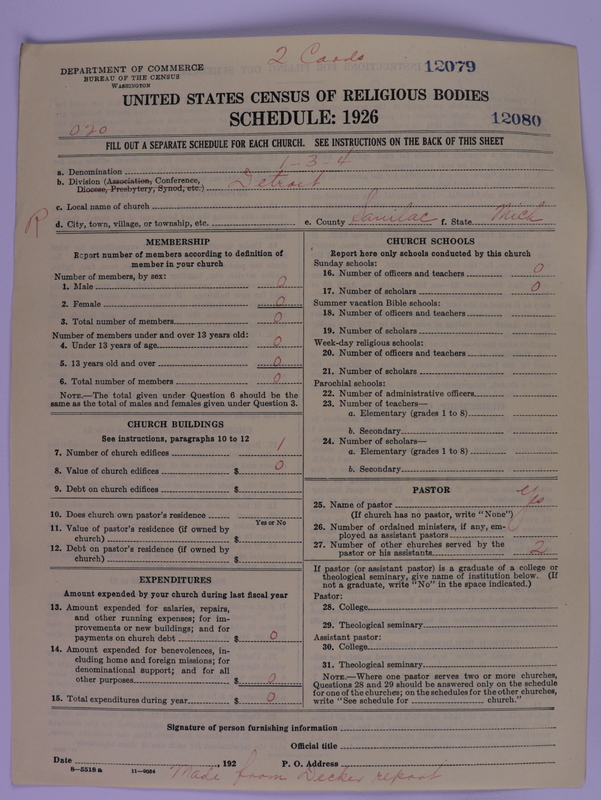 2 Cards
12079
DEPARTMENT OF COMMERCE
BUREAU OF THE CENSUS
WASHINGTON
UNITED STATES CENSUS OF RELIGIOUS BODIES
SCHEDULE: 1926
12080
020
FILL OUT A SEPARATE SCHEDULE FOR EACH CHURCH. SEE INSTRUCTIONS ON THE BACK OF THIS SHEET
a. Denomination 1-3-4
b. Division (Association, Conference, Diocese, Presbytery, Synod, etc.) Detroit
c. Local name of church
R
d. City, town, village, or township, etc. e. County Sanilac f. State Mich
MEMBERSHIP
Report number of members according to definition of
member in your church
Number of members, by sex:
1. Male 0
2. Female 0
3. Total number of members 0
Number of members under and over 13 years old:
4. Under 13 years of age 0
5. 13 years old and over 0
6. Total number of members 0
NOTE.—The total given under Question 6 should be the
same as the total of males and females given under Question 3.
CHURCH BUILDINGS
See instructions, paragraphs 10 to 12
7. Number of church edifices 1
8. Value of church edifices $ 0
9. Debt on church edifices $
10. Does church own pastor's residence
Yes or No
11. Value of pastor's residence (if owned by
church) $
12. Debt on pastor's residence (if owned by
church) $
EXPENDITURES
Amount expended by your church during last fiscal year
13. Amount expended for salaries, repairs,
and other running expenses; for im-
provements or new buildings; and for
payments on church debt $ 0
14. Amount expended for benevolences, in-
cluding home and foreign missions; for
denominational support; and for all
other purposes $ 0
15. Total expenditures during year $ 0
CHURCH SCHOOLS
Report here only schools conducted by this church
Sunday schools:
16. Number of officers and teachers 0
17. Number of scholars 0
Summer vacation Bible schools:
18. Number of officers and teachers
19. Number of scholars
Week-day religious schools:
20. Number of officers and teachers
21. Number of scholars
Parochial schools:
22. Number of administrative officers
23. Number of teachers—
a. Elementary (grades 1 to 8)
b. Secondary
24. Number of scholars—
a. Elementary (grades 1 to 8)
b. Secondary
PASTOR
25. Name of pastor Yes
(If church has no pastor, write "None")
26. Number of ordained ministers, if any, em-
ployed as assistant pastors
27. Number of other churches served by the
pastor or his assistants 2
If pastor (or assistant pastor) is a graduate of a college or
theological seminary, give name of institution below. (If
not a graduate, write "No" in the space indicated.)
Pastor:
28. College
29. Theological seminary
Assistant pastor:
30. College
31. Theological seminary
NOTE.—Where one pastor serves two or more churches,
Questions 28 and 29 should be answered only on the schedule
for one of the churches; on the schedules for the other churches,
write "See schedule for church."
Signature of person furnishing information
Official title
Date , 192 P. O. Address
8—5518 a 11—9064
Made from Decker report